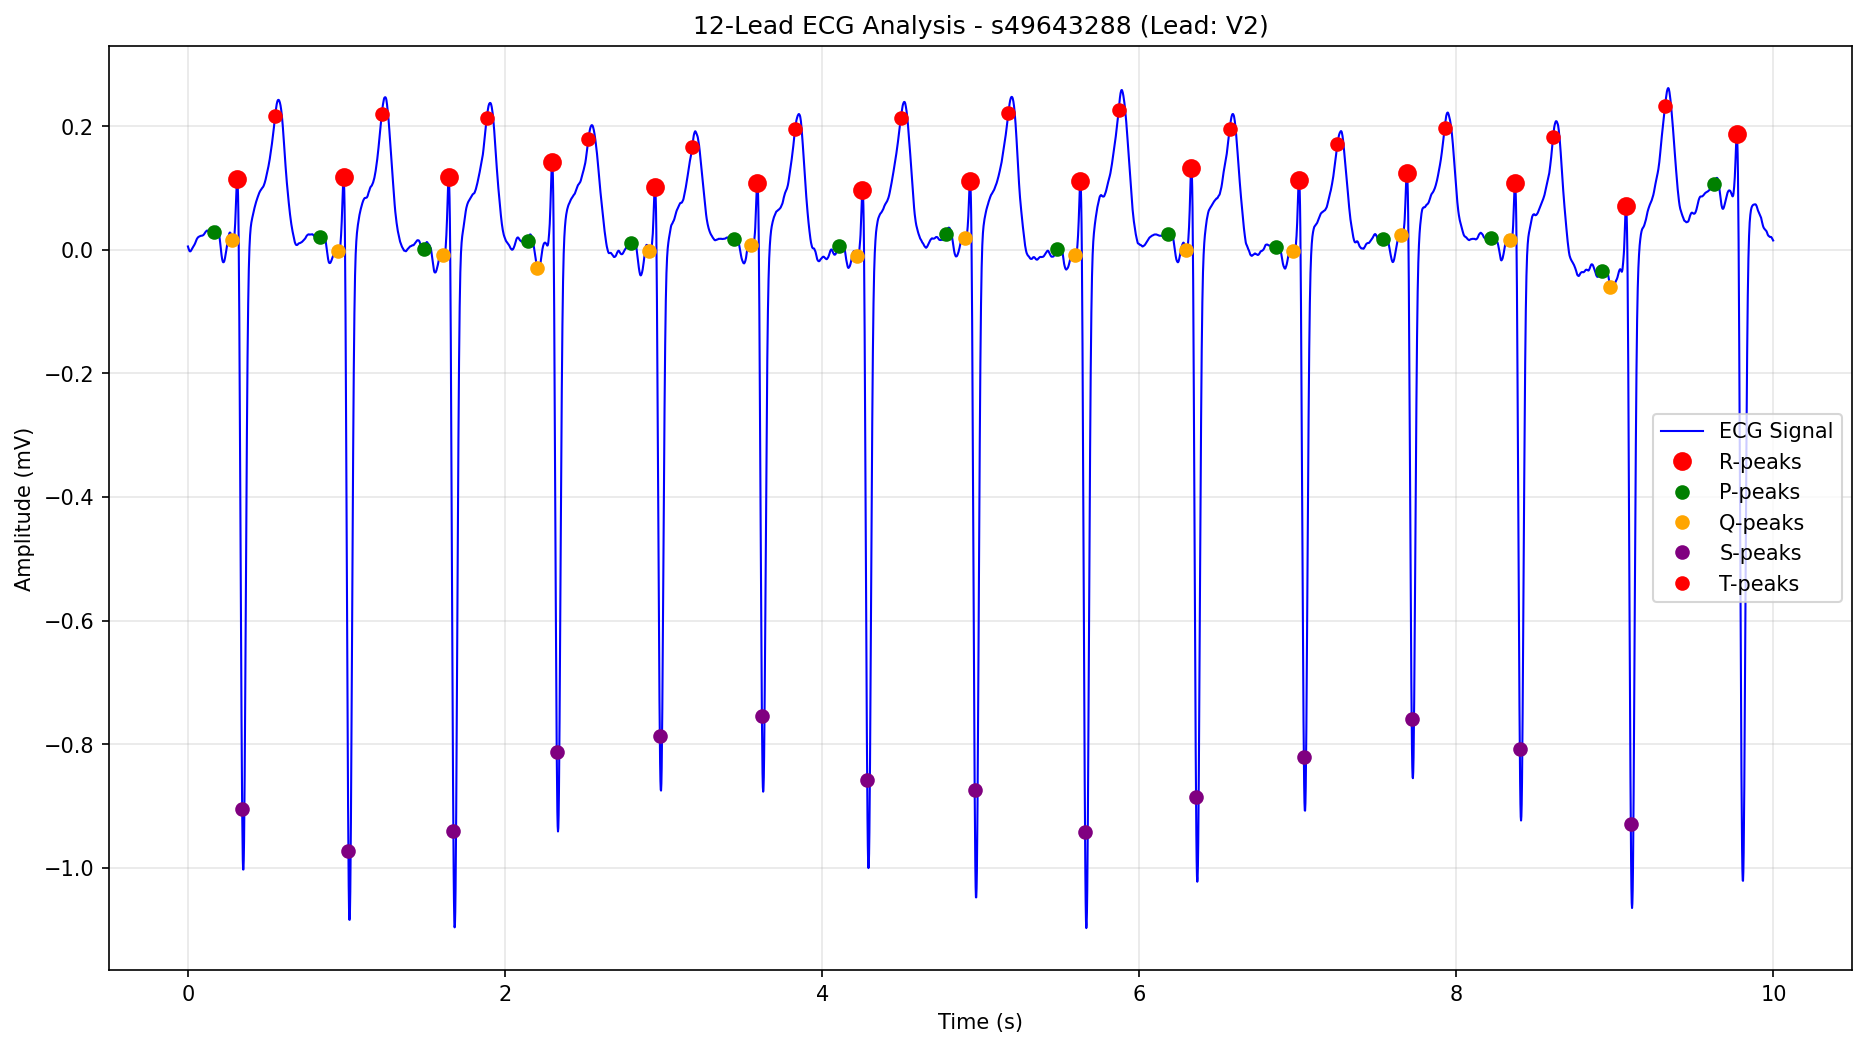 12-Lead ECG Analysis - s49643288 (Lead: V2)
Amplitude (mV)
0.2
0.0
−0.2
−0.4
−0.6
−0.8
−1.0
ECG Signal
R-peaks
P-peaks
Q-peaks
S-peaks
T-peaks
0 2 4 6 8 10
Time (s)